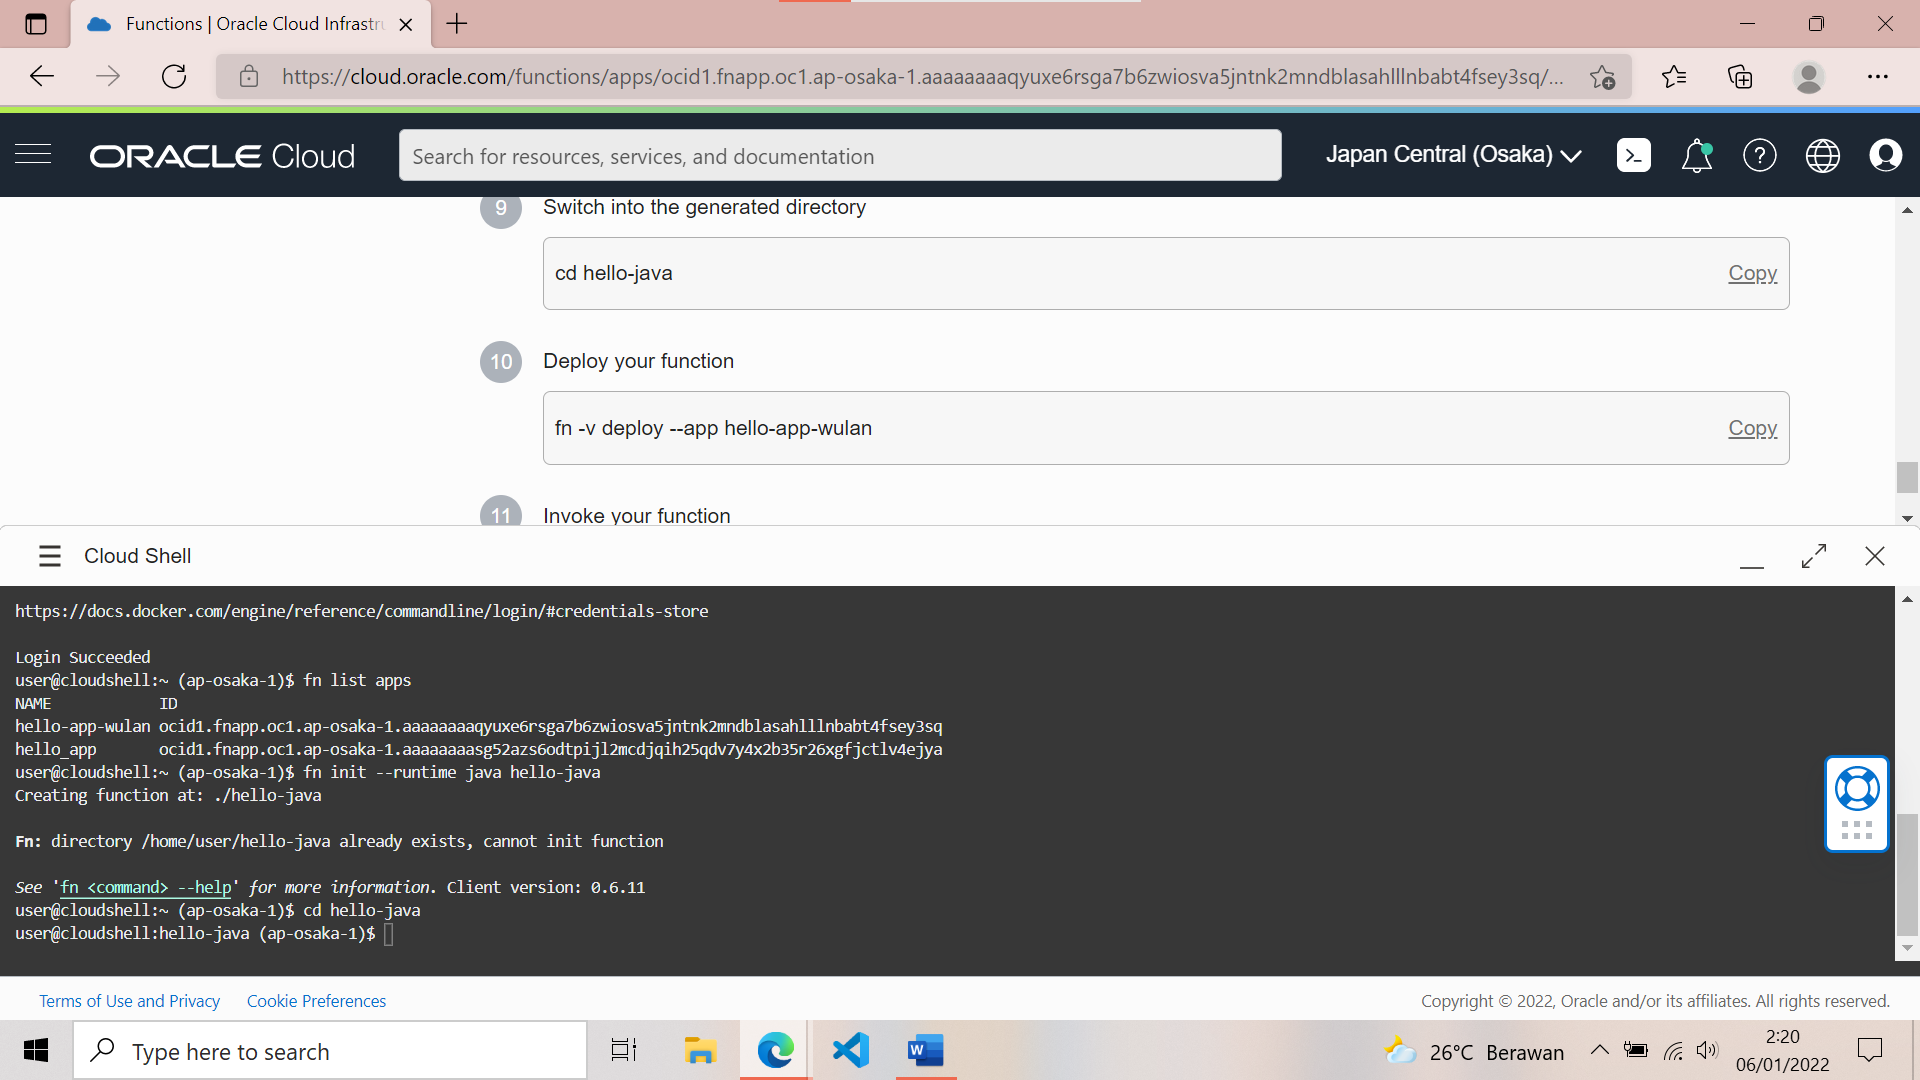 Functions | Oracle Cloud Infrastru
https://cloud.oracle.com/functions/apps/ocid1.fnapp.oc1.ap-osaka-1.aaaaaaaaqyuxe6rsga7b6zwiosva5jntnk2mndblasahlllnbabt4fsey3sq/...
ORACLE Cloud
Search for resources, services, and documentation
Japan Central (Osaka)
9 Switch into the generated directory
cd hello-java Copy
10 Deploy your function
fn -v deploy --app hello-app-wulan Copy
11 Invoke your function
Cloud Shell
https://docs.docker.com/engine/reference/commandline/login/#credentials-store
Login Succeeded
user@cloudshell:~ (ap-osaka-1)$ fn list apps
NAME ID
hello-app-wulan ocid1.fnapp.oc1.ap-osaka-1.aaaaaaaaqyuxe6rsga7b6zwiosva5jntnk2mndblasahlllnbabt4fsey3sq
hello_app ocid1.fnapp.oc1.ap-osaka-1.aaaaaaaasg52azs6odtpijl2mcdjqih25qdv7y4x2b35r26xgfjctlv4ejya
user@cloudshell:~ (ap-osaka-1)$ fn init --runtime java hello-java
Creating function at: ./hello-java
Fn: directory /home/user/hello-java already exists, cannot init function
See 'fn <command> --help' for more information. Client version: 0.6.11
user@cloudshell:~ (ap-osaka-1)$ cd hello-java
user@cloudshell:hello-java (ap-osaka-1)$
Terms of Use and Privacy Cookie Preferences Copyright © 2022, Oracle and/or its affiliates. All rights reserved.
Type here to search
W
26°C Berawan
2:20
06/01/2022